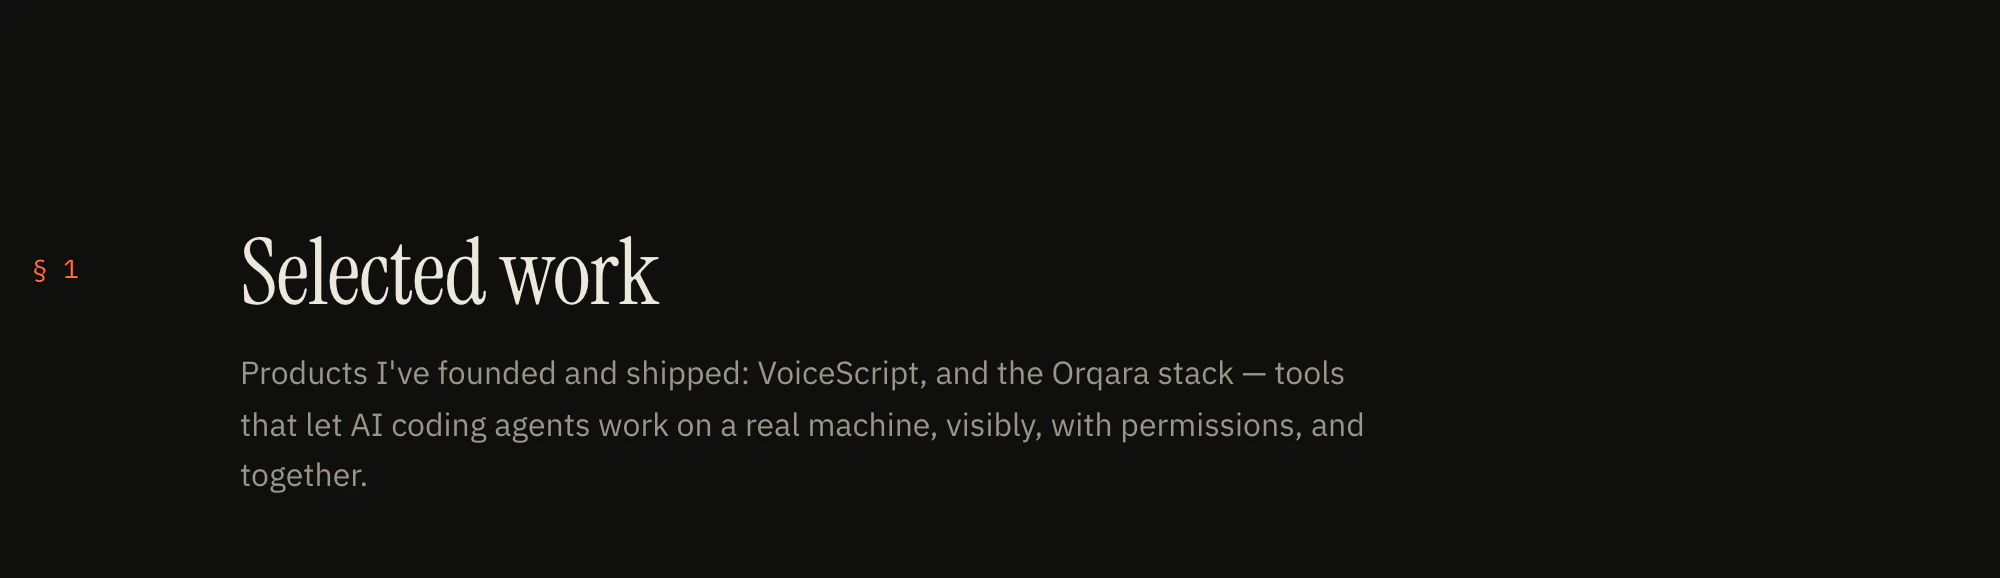 § 1
Selected work
Products I've founded and shipped: VoiceScript, and the Orqara stack — tools
that let AI coding agents work on a real machine, visibly, with permissions, and
together.